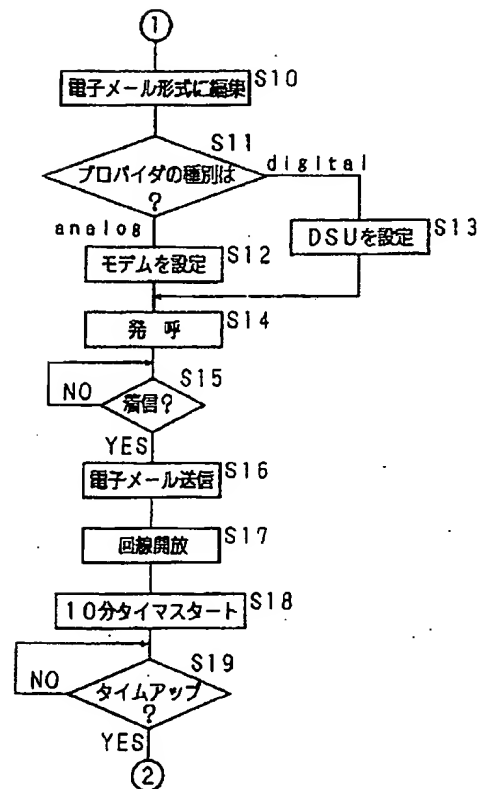 ①
電子メール形式に編集
S10
S11
プロバイダの種別は
?
digital
analog
モデムを設定
S12
DSUを設定
S13
発 呼
S14
S15
着信?
NO
YES
電子メール送信
S16
回線開放
S17
10分タイマスタート
S18
S19
タイムアップ
?
NO
YES
②